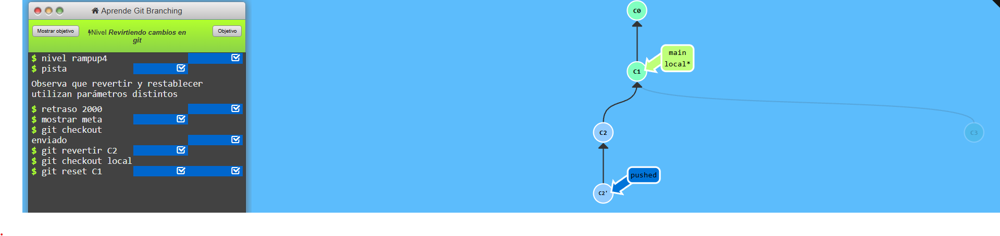 Aprende Git Branching
Mostrar objetivo
Nivel Revirtiendo cambios en
git
Objetivo
$ nivel rampup4
$ pista
Observa que revertir y restablecer
utilizan parámetros distintos
$ retraso 2000
$ mostrar meta
$ git checkout
enviado
$ git revertir C2
$ git checkout local
$ git reset C1
C0
main
local*
C1
C2
C3
pushed
C2'